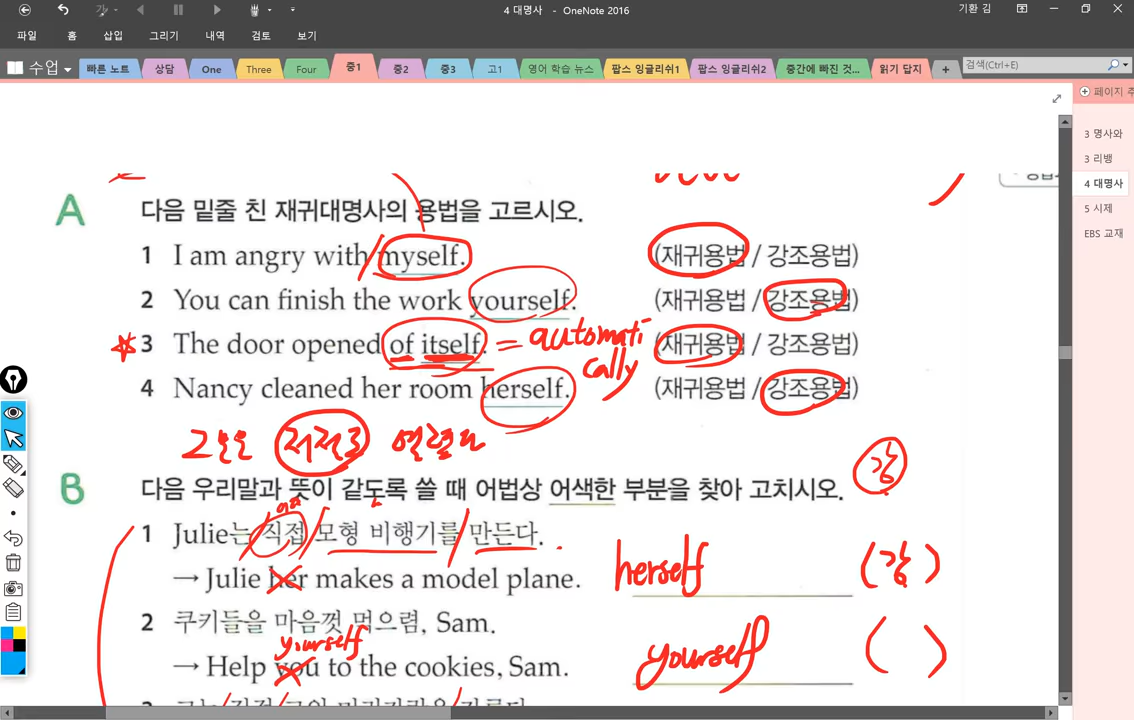 4 대명사 - OneNote 2016
기환 김
파일 홈 삽입 그리기 내역 검토 보기
수업 빠른 노트 상담 One Three Four 중1 중2 중3 고1 영어 학습 뉴스 팝스 잉글리쉬1 팝스 잉글리쉬2 중간에 빠진 것... 읽기 답지 + 검색(Ctrl+E)
페이지 추
3 명사와
3 리뱅
4 대명사
5 시제
EBS 교재
A 다음 밑줄 친 재귀대명사의 용법을 고르시오.
1 I am angry with myself. (재귀용법 / 강조용법)
2 You can finish the work yourself. (재귀용법 / 강조용법)
3 The door opened of itself. = automatically (재귀용법 / 강조용법)
4 Nancy cleaned her room herself. (재귀용법 / 강조용법)
그 문은 저절로 열렸다
강
B 다음 우리말과 뜻이 같도록 쓸 때 어법상 어색한 부분을 찾아 고치시오.
1 Julie는 직접 모형 비행기를 만든다.
→ Julie her makes a model plane. herself (강)
2 쿠키들을 마음껏 먹으렴, Sam.
yourself
→ Help you to the cookies, Sam. yourself ( )